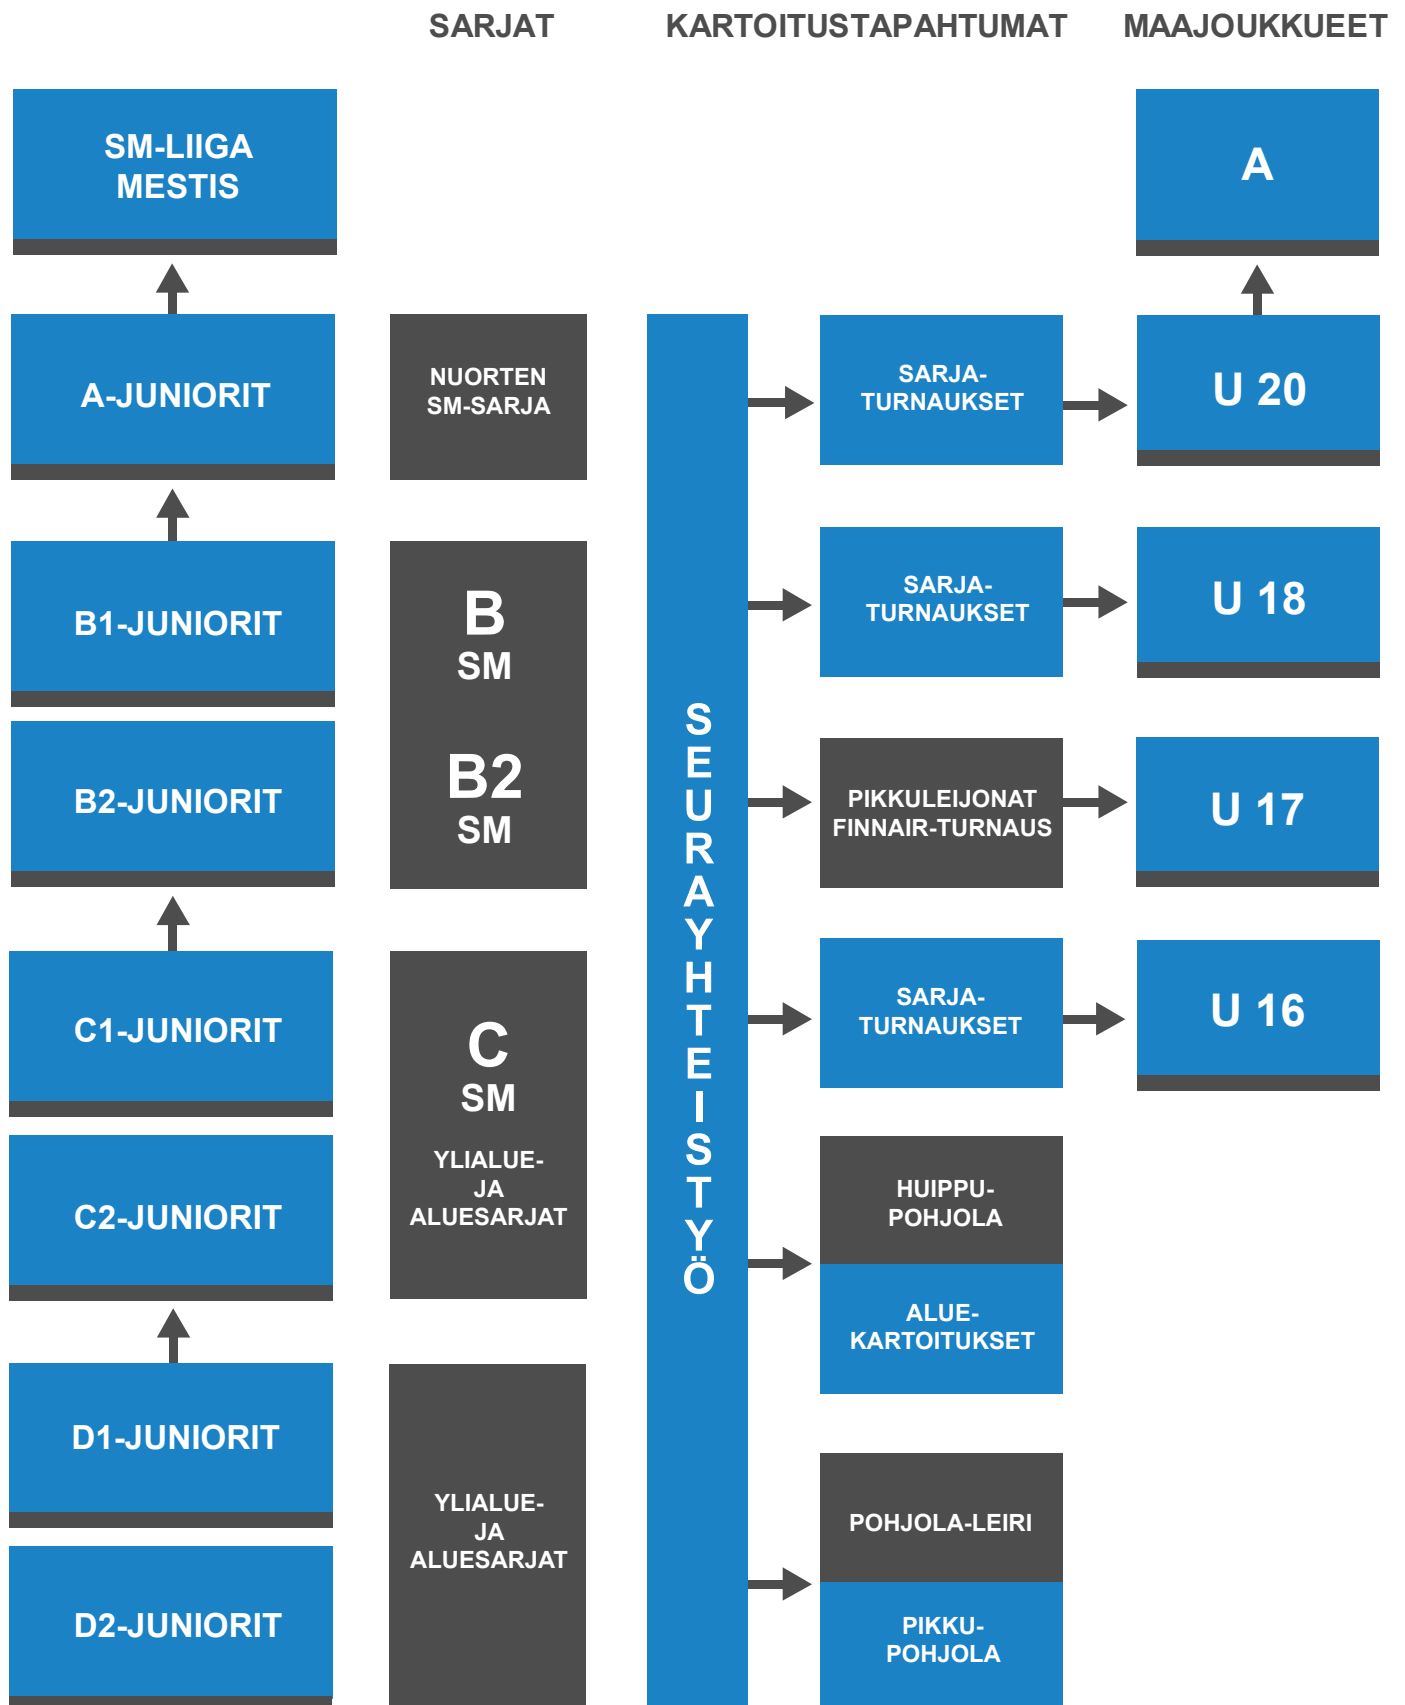 SARJAT
KARTOITUSTAPAHTUMAT
MAAJOUKKUEET
SM-LIIGA
MESTIS
A
A-JUNIORIT
NUORTEN
SM-SARJA
SARJA-
TURNAUKSET
U 20
B1-JUNIORIT
B
SM
SARJA-
TURNAUKSET
U 18
B2-JUNIORIT
B2
SM
PIKKULEIJONAT
FINNAIR-TURNAUS
U 17
SEURAYHTEISTYÖ
C1-JUNIORIT
C
SM
SARJA-
TURNAUKSET
U 16
C2-JUNIORIT
YLIALUE-
JA
ALUESARJAT
HUIPPU-
POHJOLA
ALUE-
KARTOITUKSET
D1-JUNIORIT
YLIALUE-
JA
ALUESARJAT
POHJOLA-LEIRI
D2-JUNIORIT
PIKKU-
POHJOLA